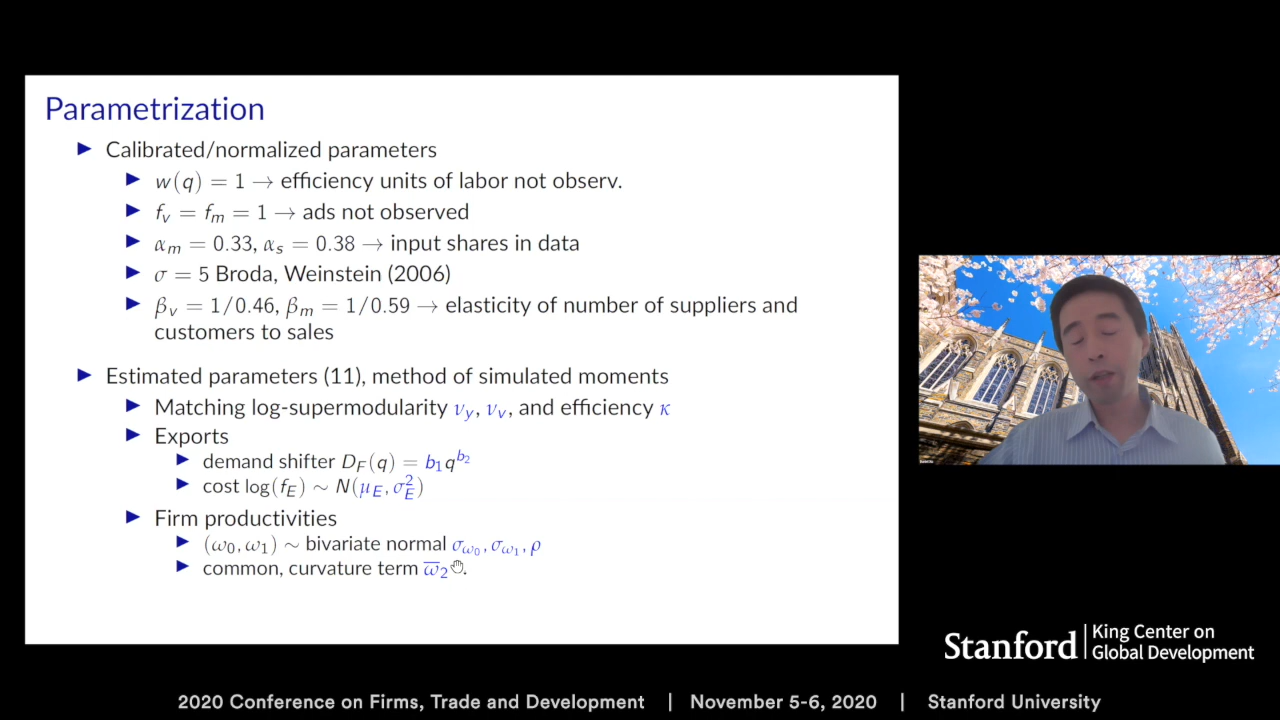 Parametrization
▶ Calibrated/normalized parameters
▶ w(q) = 1 → efficiency units of labor not observ.
▶ f_v = f_m = 1 → ads not observed
▶ α_m = 0.33, α_s = 0.38 → input shares in data
▶ σ = 5 Broda, Weinstein (2006)
▶ β_v = 1/0.46, β_m = 1/0.59 → elasticity of number of suppliers and
customers to sales
▶ Estimated parameters (11), method of simulated moments
▶ Matching log-supermodularity ν_y, ν_v, and efficiency κ
▶ Exports
▶ demand shifter D_F(q) = b_1q^{b_2}
▶ cost log(f_E) ∼ N(μ_E, σ_E^2)
▶ Firm productivities
▶ (ω_0, ω_1) ∼ bivariate normal σ_{ω_0}, σ_{ω_1}, ρ
▶ common, curvature term ω̅_2.
Stanford | King Center on
Global Development
2020 Conference on Firms, Trade and Development | November 5-6, 2020 | Stanford University